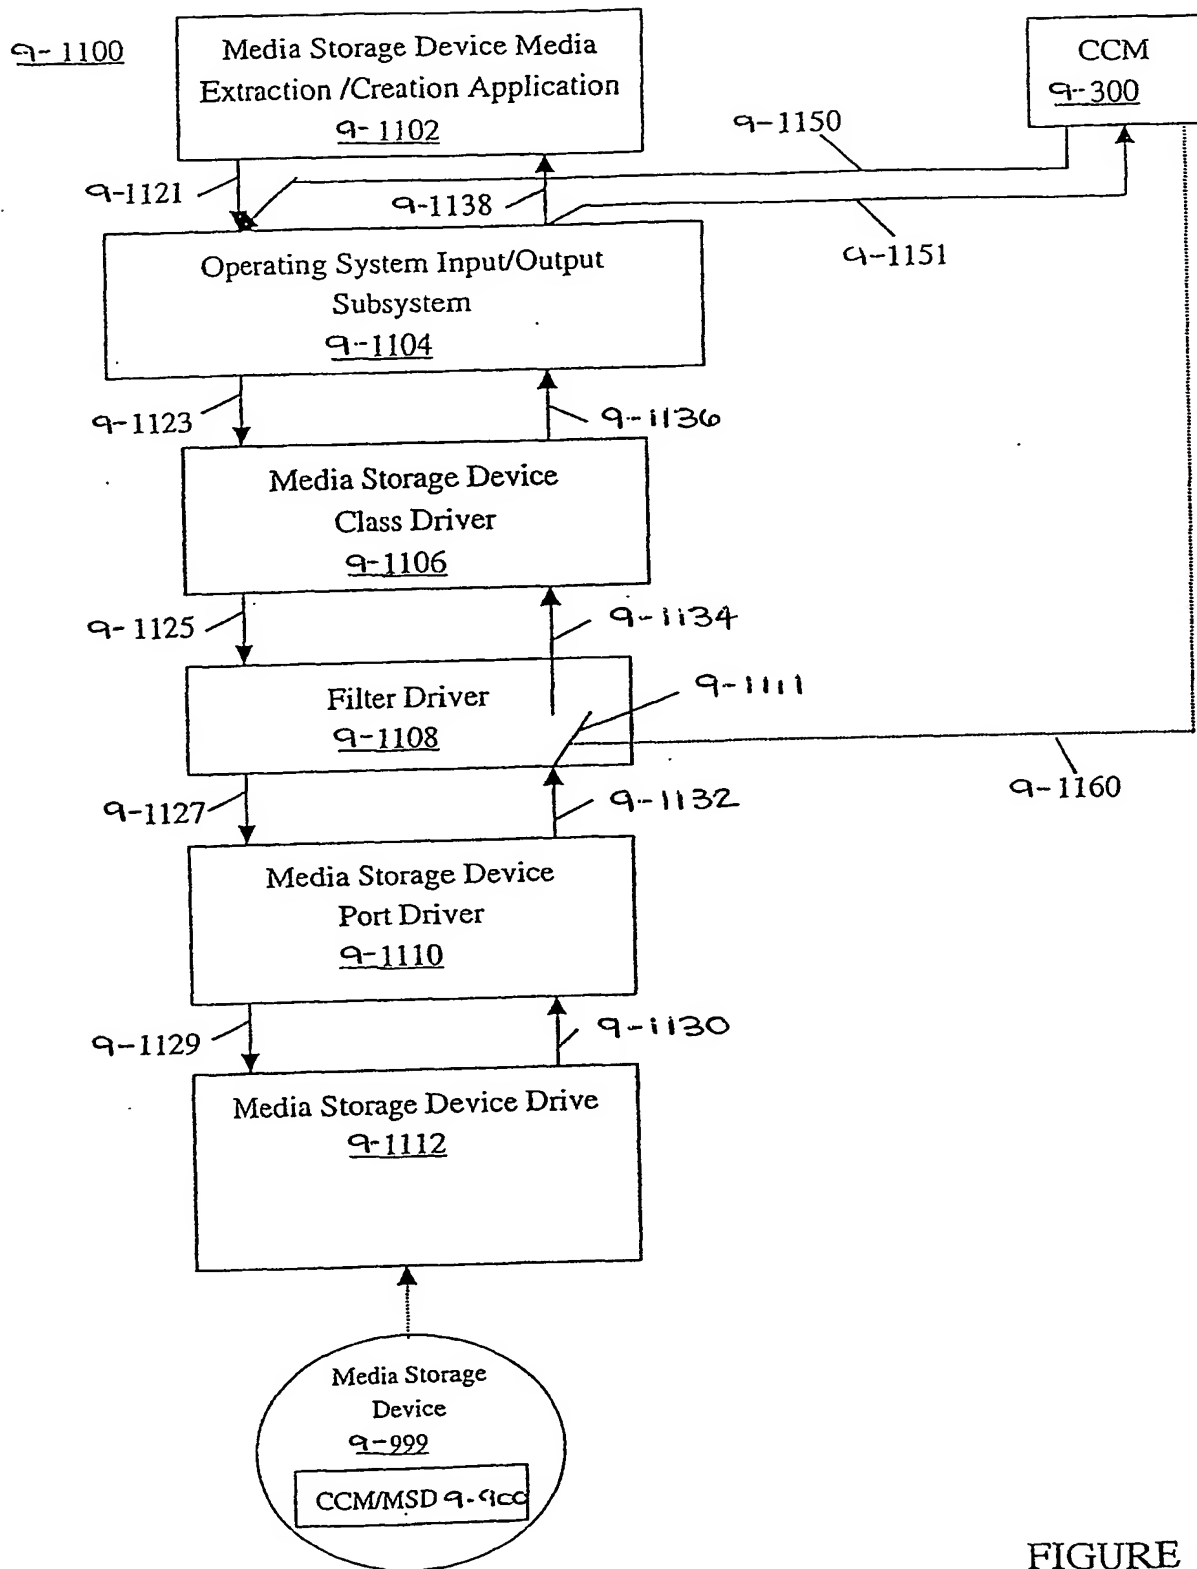 9-1100
Media Storage Device Media
Extraction /Creation Application
9-1102
CCM
9-300
9-1150
9-1121
9-1138
9-1151
Operating System Input/Output
Subsystem
9-1104
9-1123
9-1136
Media Storage Device
Class Driver
9-1106
9-1125
9-1134
Filter Driver
9-1108
9-1111
9-1127
9-1132
9-1160
Media Storage Device
Port Driver
9-1110
9-1129
9-1130
Media Storage Device Drive
9-1112
Media Storage
Device
9-999
CCM/MSD 9-900
FIGURE